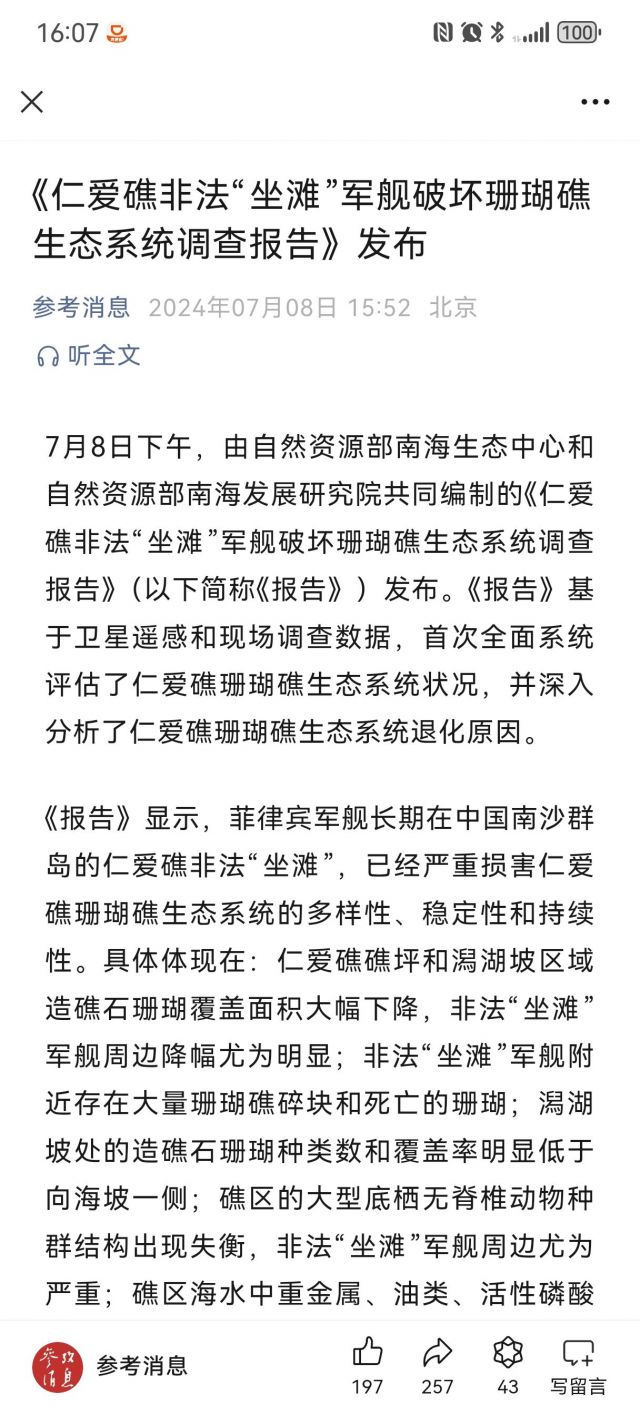 16:07
100
《仁爱礁非法“坐滩”军舰破坏珊瑚礁
生态系统调查报告》发布
参考消息 2024年07月08日 15:52 北京
听全文
7月8日下午，由自然资源部南海生态中心和
自然资源部南海发展研究院共同编制的《仁爱
礁非法“坐滩”军舰破坏珊瑚礁生态系统调查
报告》（以下简称《报告》）发布。《报告》基
于卫星遥感和现场调查数据，首次全面系统
评估了仁爱礁珊瑚礁生态系统状况，并深入
分析了仁爱礁珊瑚礁生态系统退化原因。
《报告》显示，菲律宾军舰长期在中国南沙群
岛的仁爱礁非法“坐滩”，已经严重损害仁爱
礁珊瑚礁生态系统的多样性、稳定性和持续
性。具体体现在：仁爱礁礁坪和潟湖坡区域
造礁石珊瑚覆盖面积大幅下降，非法“坐滩”
军舰周边降幅尤为明显；非法“坐滩”军舰附
近存在大量珊瑚礁碎块和死亡的珊瑚；潟湖
坡处的造礁石珊瑚种类数和覆盖率明显低于
向海坡一侧；礁区的大型底栖无脊椎动物种
群结构出现失衡，非法“坐滩”军舰周边尤为
严重；礁区海水中重金属、油类、活性磷酸
参考消息
参考消息
197
257
43
写留言